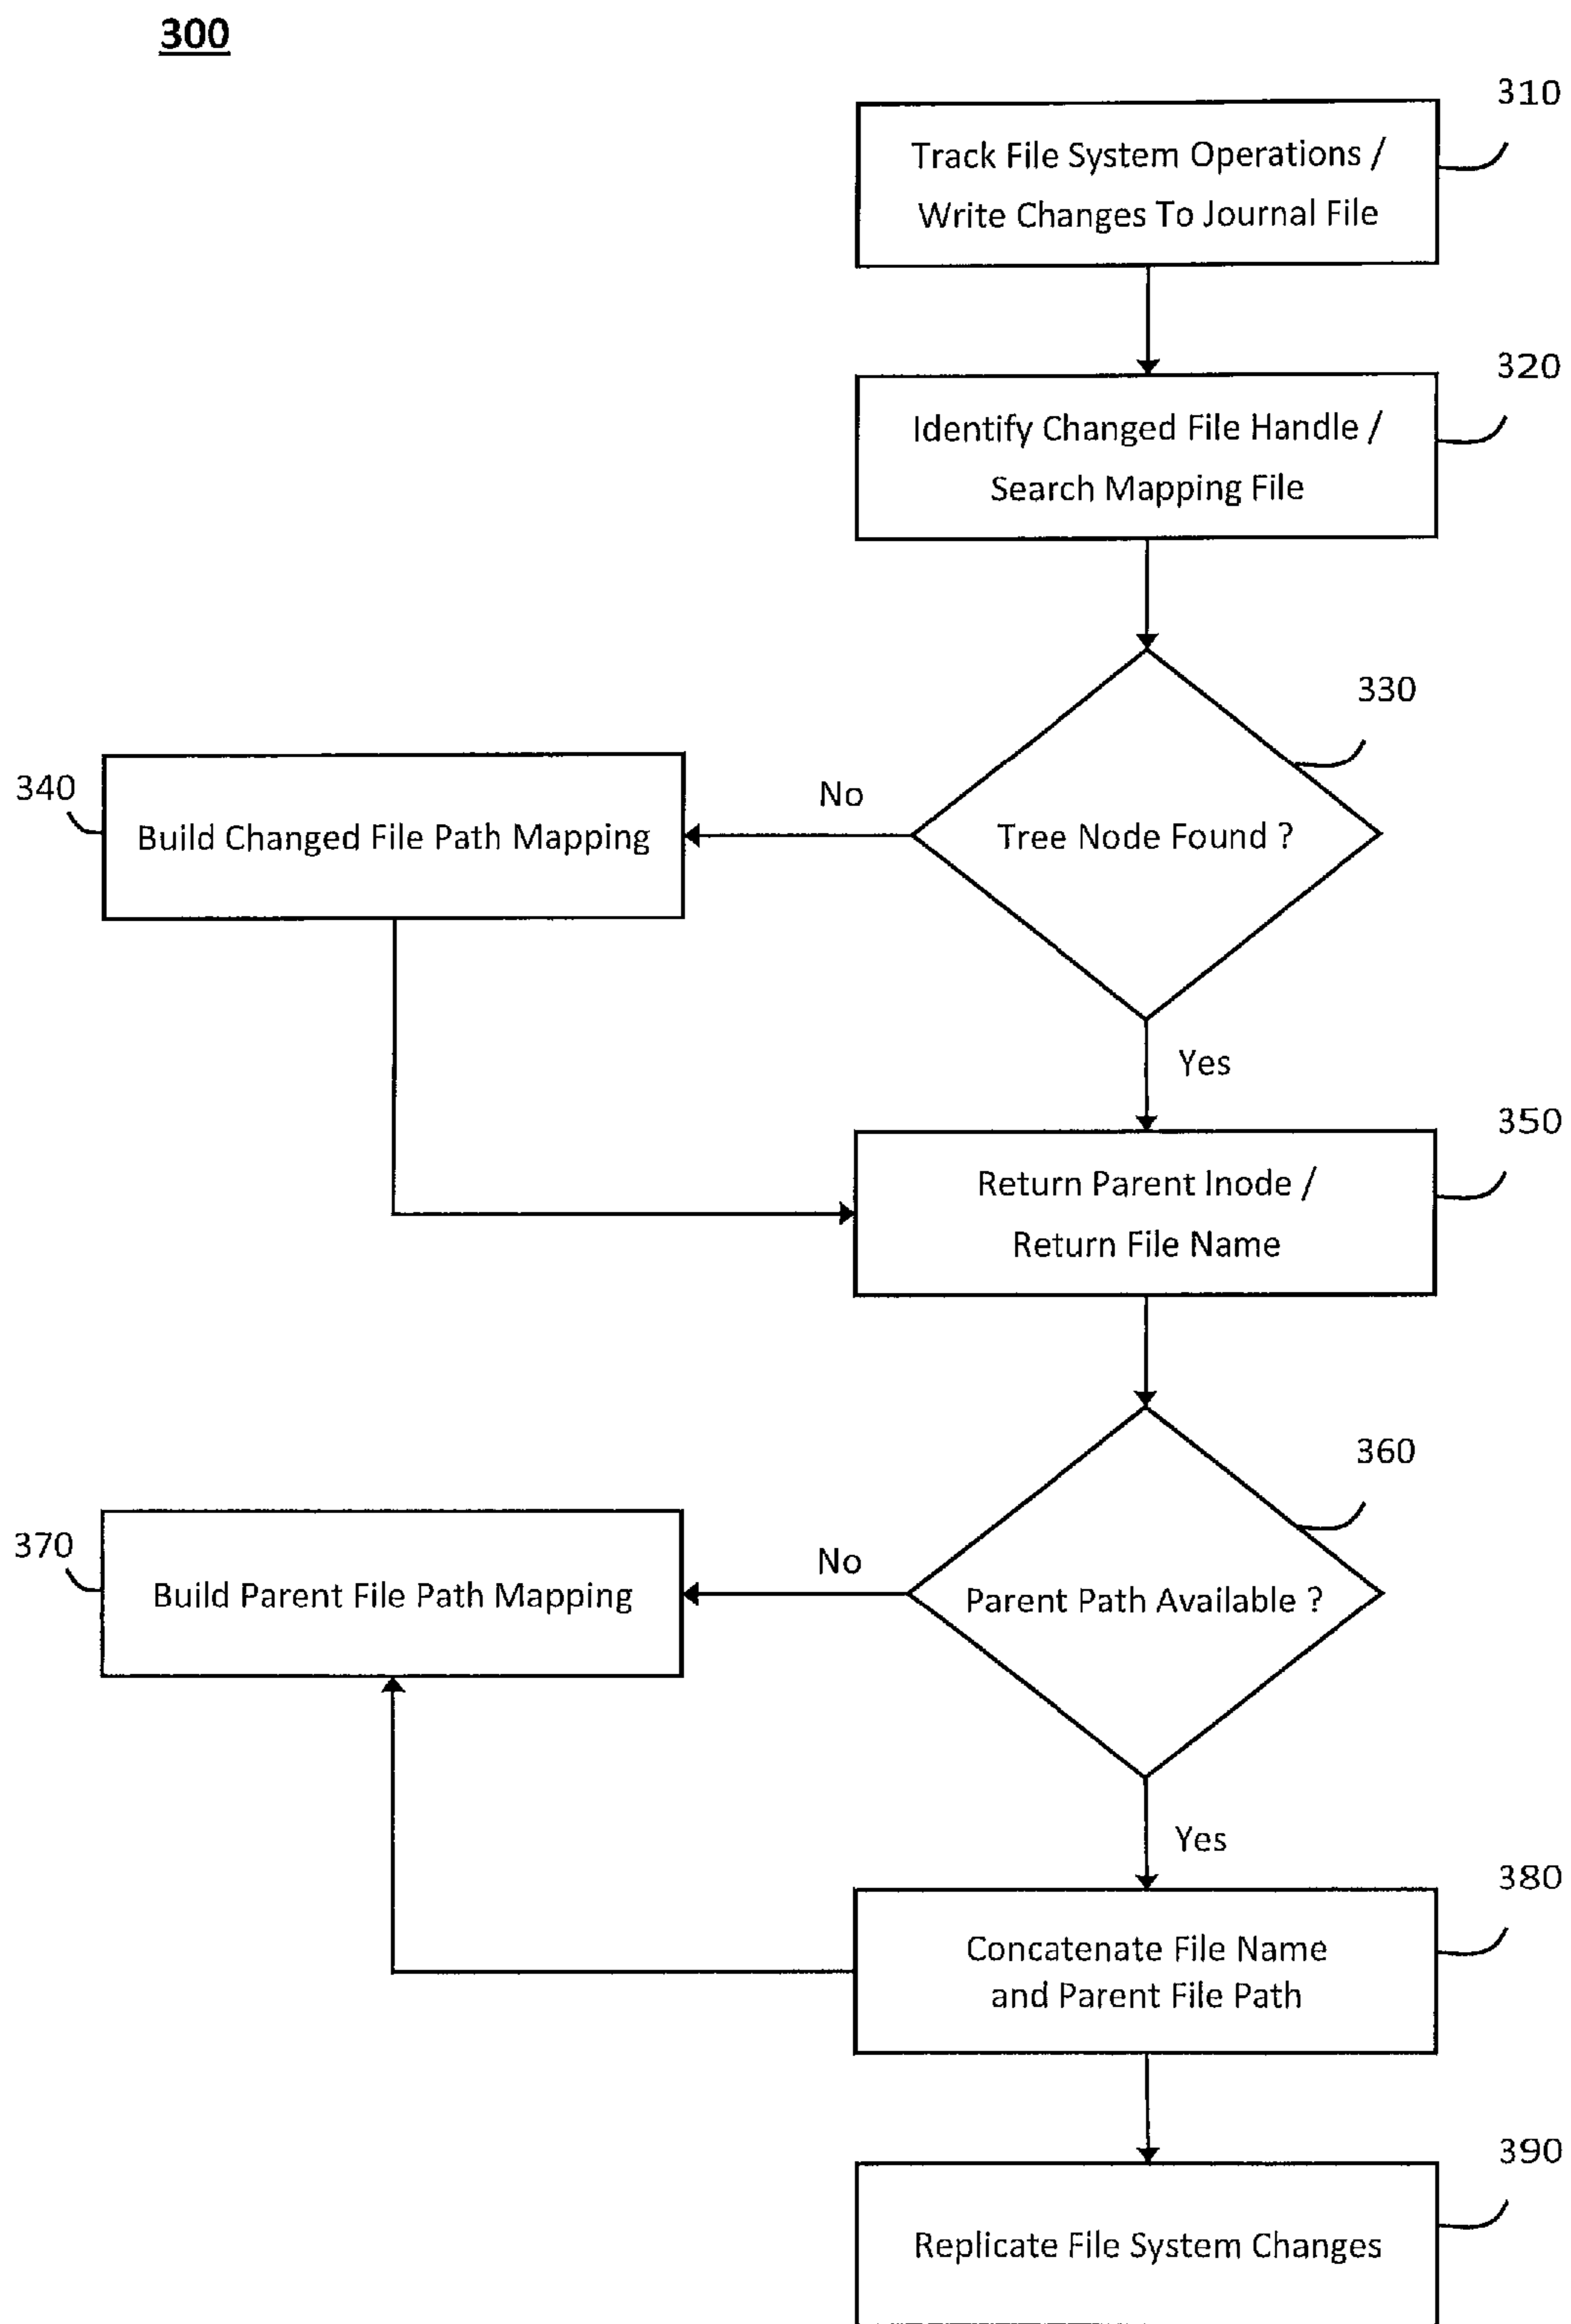 300
310
Track File System Operations /
Write Changes To Journal File
320
Identify Changed File Handle /
Search Mapping File
330
Tree Node Found ?
No
340
Build Changed File Path Mapping
Yes
350
Return Parent Inode /
Return File Name
360
Parent Path Available ?
No
370
Build Parent File Path Mapping
Yes
380
Concatenate File Name
and Parent File Path
390
Replicate File System Changes